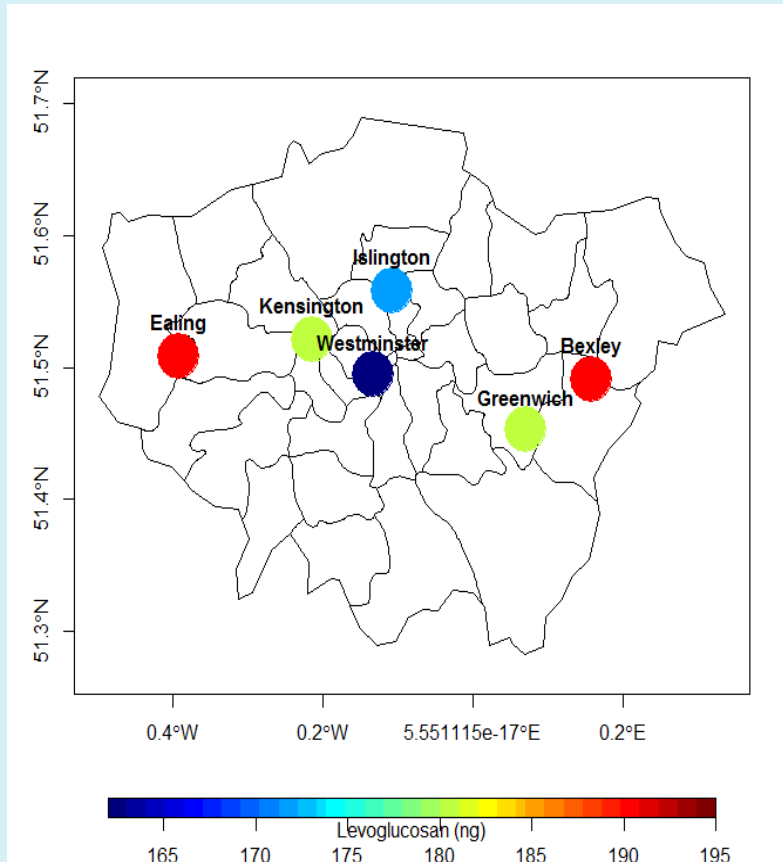 51.7°N
51.6°N
51.5°N
51.4°N
51.3°N
Islington
Kensington
Ealing
Westminster
Bexley
Greenwich
0.4°W 0.2°W 5.551115e-17°E 0.2°E
Levoglucosan (ng)
165 170 175 180 185 190 195